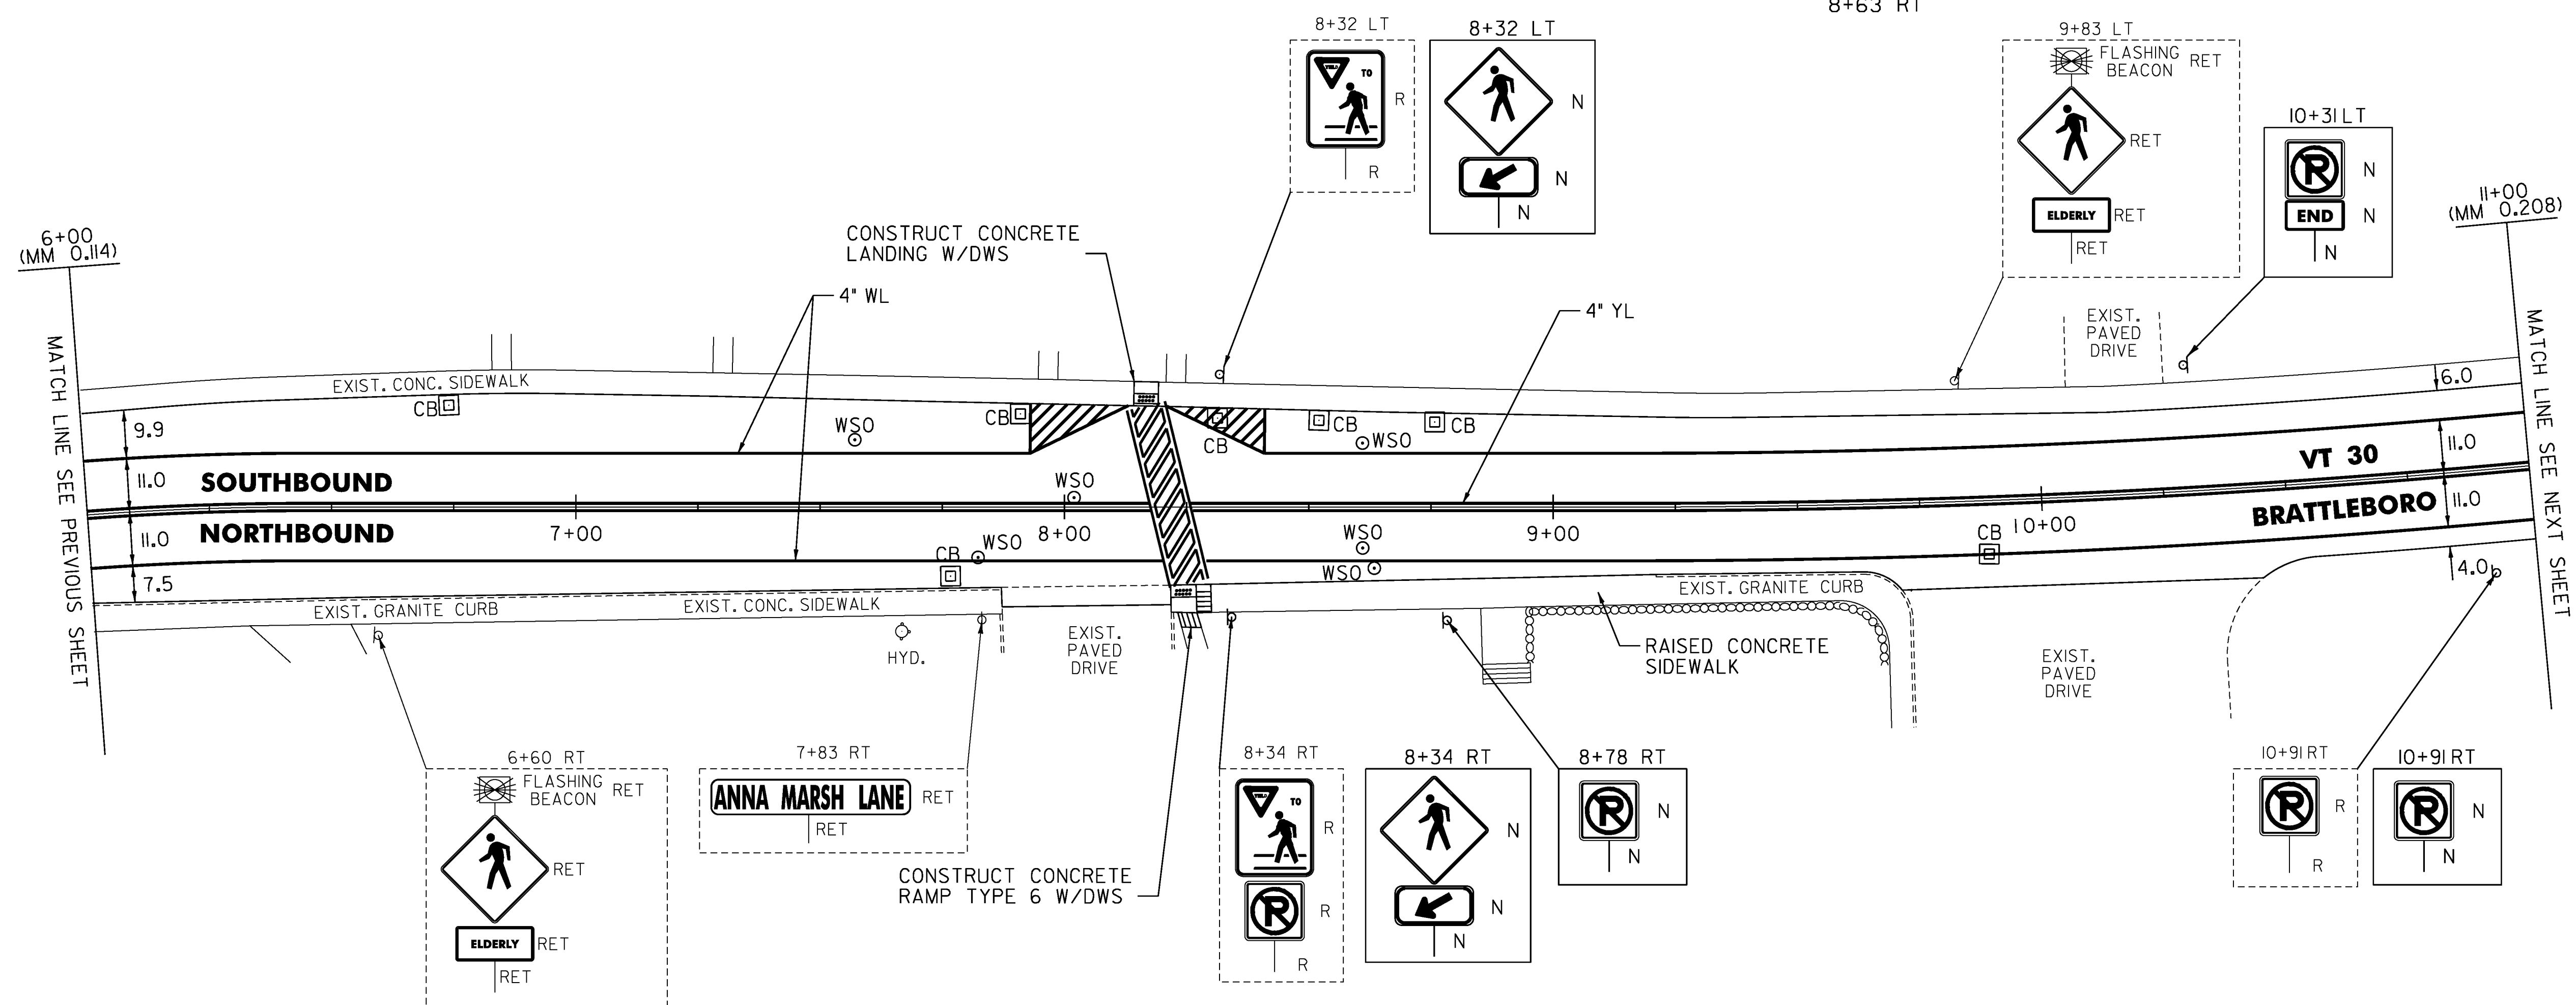 8+63 RT
8+32 LT
TO
R
R
8+32 LT
N
N
N
9+83 LT
FLASHING
BEACON
RET
RET
ELDERLY
RET
RET
10+31 LT
P
N
END
N
N
6+00
(MM 0.114)
11+00
(MM 0.208)
CONSTRUCT CONCRETE
LANDING W/DWS
4" WL
4" YL
EXIST.
PAVED
DRIVE
MATCH LINE SEE PREVIOUS SHEET
MATCH LINE SEE NEXT SHEET
EXIST. CONC. SIDEWALK
6.0
CB
CB
CB
CB
CB
9.9
WSO
WSO
11.0
SOUTHBOUND
WSO
VT 30
11.0
11.0
NORTHBOUND
7+00
8+00
9+00
10+00
BRATTLEBORO
11.0
CB
WSO
WSO
WSO
CB
7.5
4.0
EXIST. GRANITE CURB
EXIST. CONC. SIDEWALK
EXIST. GRANITE CURB
HYD.
EXIST.
PAVED
DRIVE
RAISED CONCRETE
SIDEWALK
EXIST.
PAVED
DRIVE
6+60 RT
FLASHING
BEACON
RET
RET
ELDERLY
RET
RET
7+83 RT
ANNA MARSH LANE
RET
RET
CONSTRUCT CONCRETE
RAMP TYPE 6 W/DWS
8+34 RT
TO
R
P
R
R
8+34 RT
N
N
N
8+78 RT
P
N
N
10+91 RT
P
R
R
10+91 RT
P
N
N